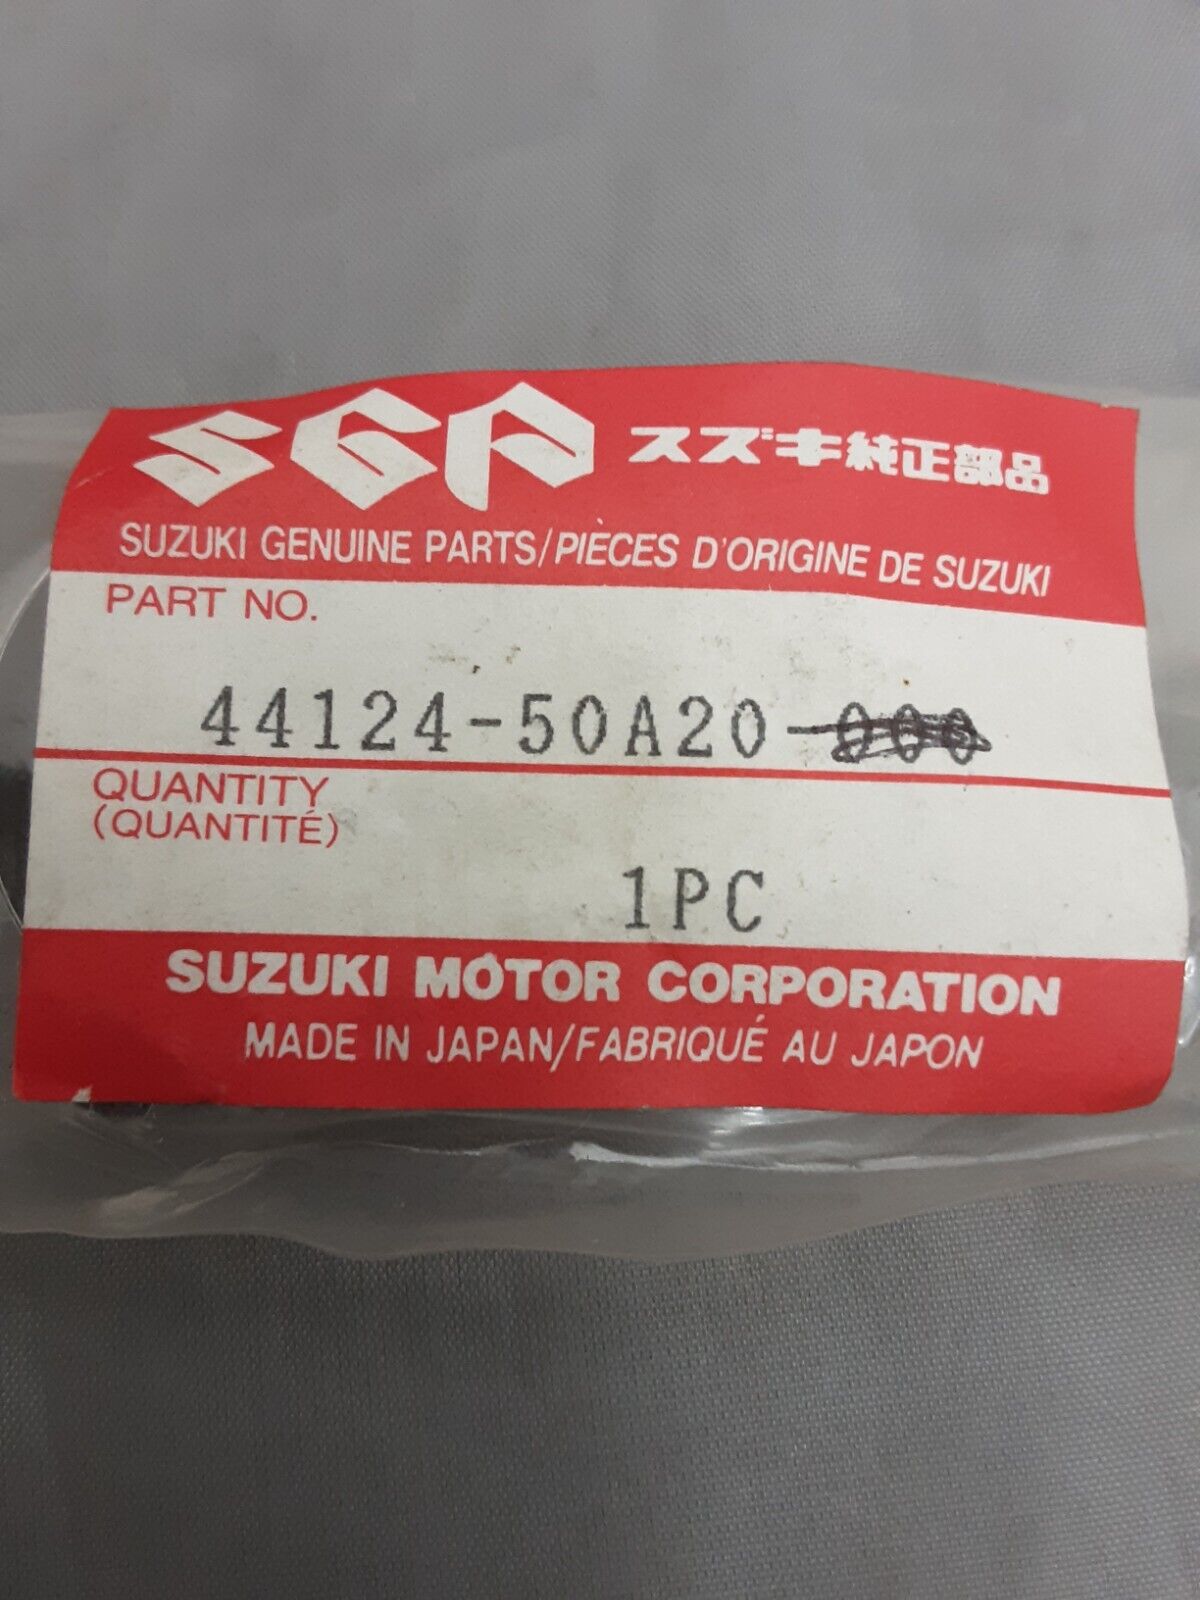 SGP スズキ純正部品
SUZUKI GENUINE PARTS/PIÈCES D'ORIGINE DE SUZUKI
PART NO.
44124-50A20-000
QUANTITY
(QUANTITÉ)
1PC
SUZUKI MOTOR CORPORATION
MADE IN JAPAN/FABRIQUÉ AU JAPON